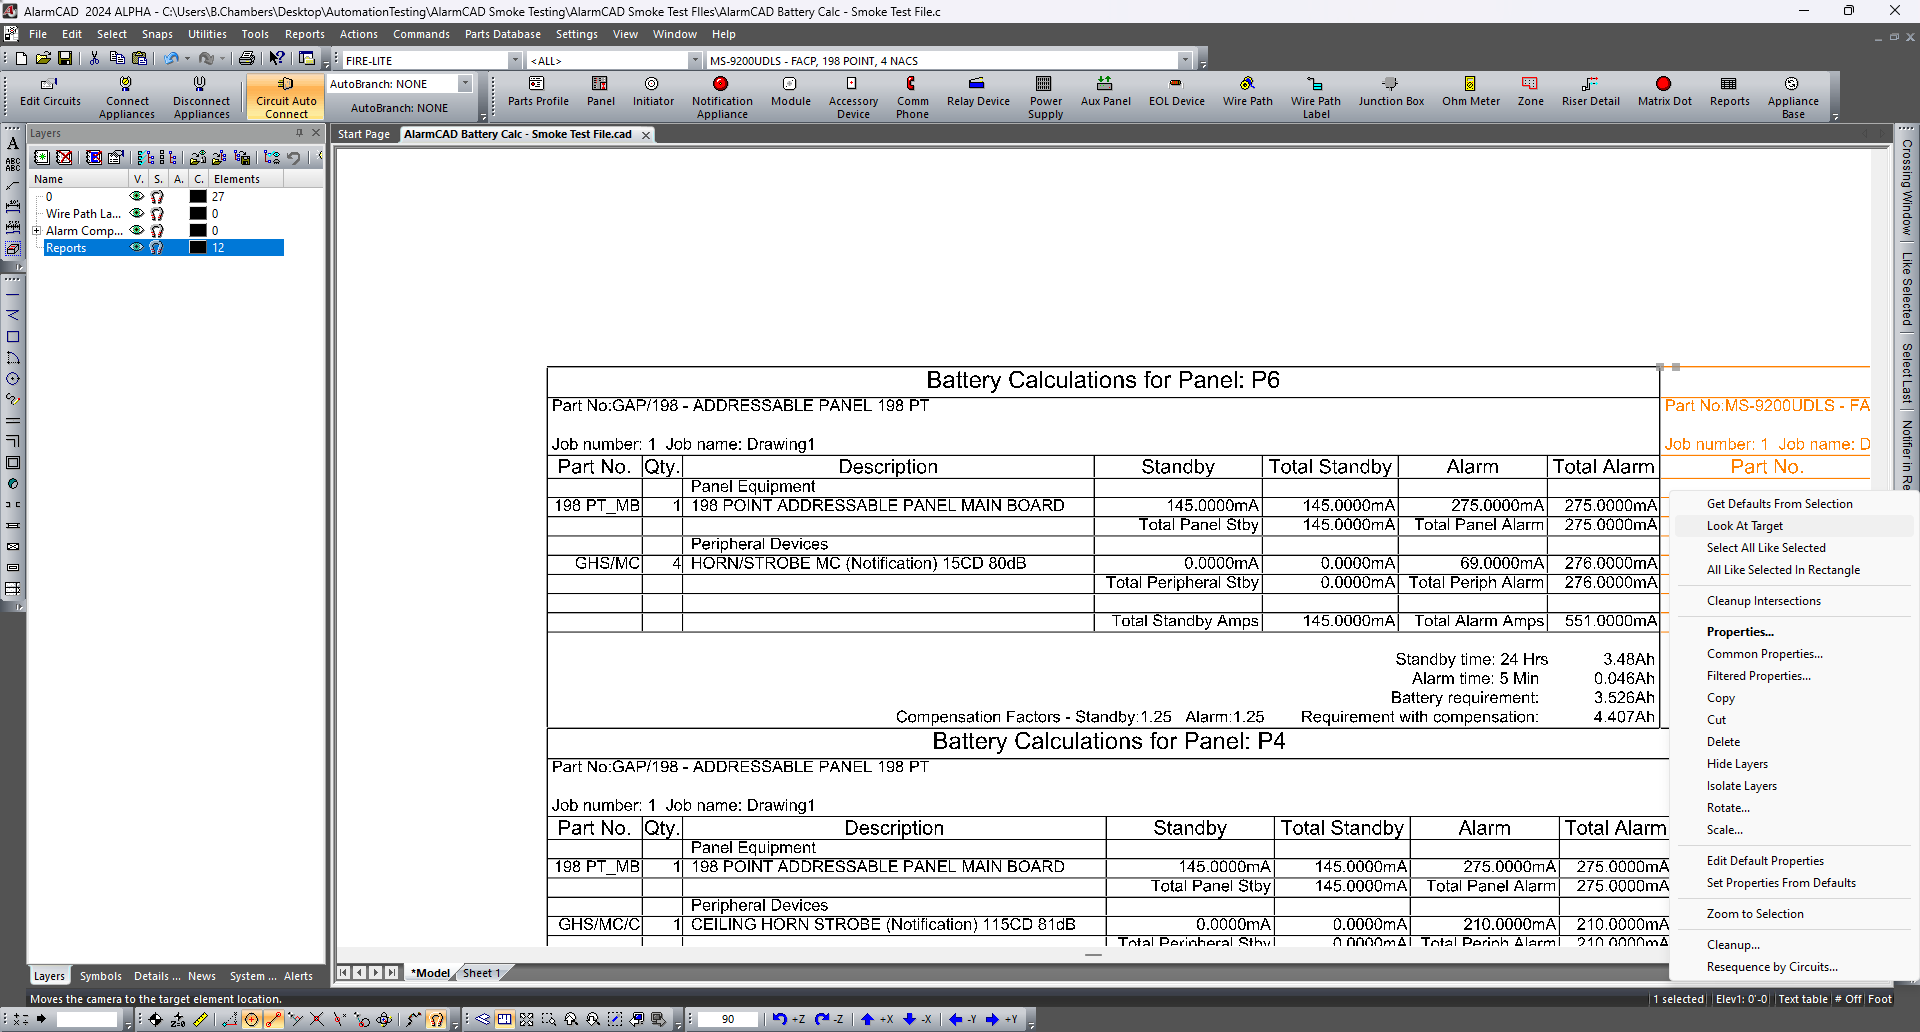 AlarmCAD 2024 ALPHA - C:\Users\B.Chambers\Desktop\AutomationTesting\AlarmCAD Smoke Testing\AlarmCAD Smoke Test FIles\AlarmCAD Battery Calc - Smoke Test File.c
File Edit Select Snaps Utilities Tools Reports Actions Commands Parts Database Settings View Window Help
FIRE-LITE <ALL> MS-9200UDLS - FACP, 198 POINT, 4 NACS
Edit Circuits
Connect Appliances
Disconnect Appliances
Circuit Auto Connect
AutoBranch: NONE
AutoBranch: NONE
Parts Profile
Panel
Initiator
Notification Appliance
Module
Accessory Device
Comm Phone
Relay Device
Power Supply
Aux Panel
EOL Device
Wire Path
Wire Path Label
Junction Box
Ohm Meter
Zone
Riser Detail
Matrix Dot
Reports
Appliance Base
Layers
Start Page AlarmCAD Battery Calc - Smoke Test File.cad
Name V. S. A. C. Elements
0 27
Wire Path La... 0
Alarm Comp... 0
Reports 12
Battery Calculations for Panel: P6
Part No:GAP/198 - ADDRESSABLE PANEL 198 PT
Job number: 1 Job name: Drawing1
Part No. Qty. Description Standby Total Standby Alarm Total Alarm
Panel Equipment
198 PT_MB 1 198 POINT ADDRESSABLE PANEL MAIN BOARD 145.0000mA 145.0000mA 275.0000mA 275.0000mA
Total Panel Stby 145.0000mA Total Panel Alarm 275.0000mA
Peripheral Devices
GHS/MC 4 HORN/STROBE MC (Notification) 15CD 80dB 0.0000mA 0.0000mA 69.0000mA 276.0000mA
Total Peripheral Stby 0.0000mA Total Periph Alarm 276.0000mA
Total Standby Amps 145.0000mA Total Alarm Amps 551.0000mA
Standby time: 24 Hrs 3.48Ah
Alarm time: 5 Min 0.046Ah
Battery requirement: 3.526Ah
Compensation Factors - Standby:1.25 Alarm:1.25 Requirement with compensation: 4.407Ah
Battery Calculations for Panel: P4
Part No:GAP/198 - ADDRESSABLE PANEL 198 PT
Job number: 1 Job name: Drawing1
Part No. Qty. Description Standby Total Standby Alarm Total Alarm
Panel Equipment
198 PT_MB 1 198 POINT ADDRESSABLE PANEL MAIN BOARD 145.0000mA 145.0000mA 275.0000mA 275.0000mA
Total Panel Stby 145.0000mA Total Panel Alarm 275.0000mA
Peripheral Devices
GHS/MC/C 1 CEILING HORN STROBE (Notification) 115CD 81dB 0.0000mA 0.0000mA 210.0000mA 210.0000mA
Total Peripheral Stby 0.0000mA Total Periph Alarm 210.0000mA
Part No:MS-9200UDLS - FA
Job number: 1 Job name: D
Part No.
Get Defaults From Selection
Look At Target
Select All Like Selected
All Like Selected In Rectangle
Cleanup Intersections
Properties...
Common Properties...
Filtered Properties...
Copy
Cut
Delete
Hide Layers
Isolate Layers
Rotate...
Scale...
Edit Default Properties
Set Properties From Defaults
Zoom to Selection
Cleanup...
Resequence by Circuits...
Crossing Window
Like Selected
Select Last
Notifier in Re
Layers Symbols Details ... News System ... Alerts
*Model Sheet 1
Moves the camera to the target element location.
1 selected Elev1: 0'-0 Text table # Off Foot
90 +Z -Z +X -X -Y +Y